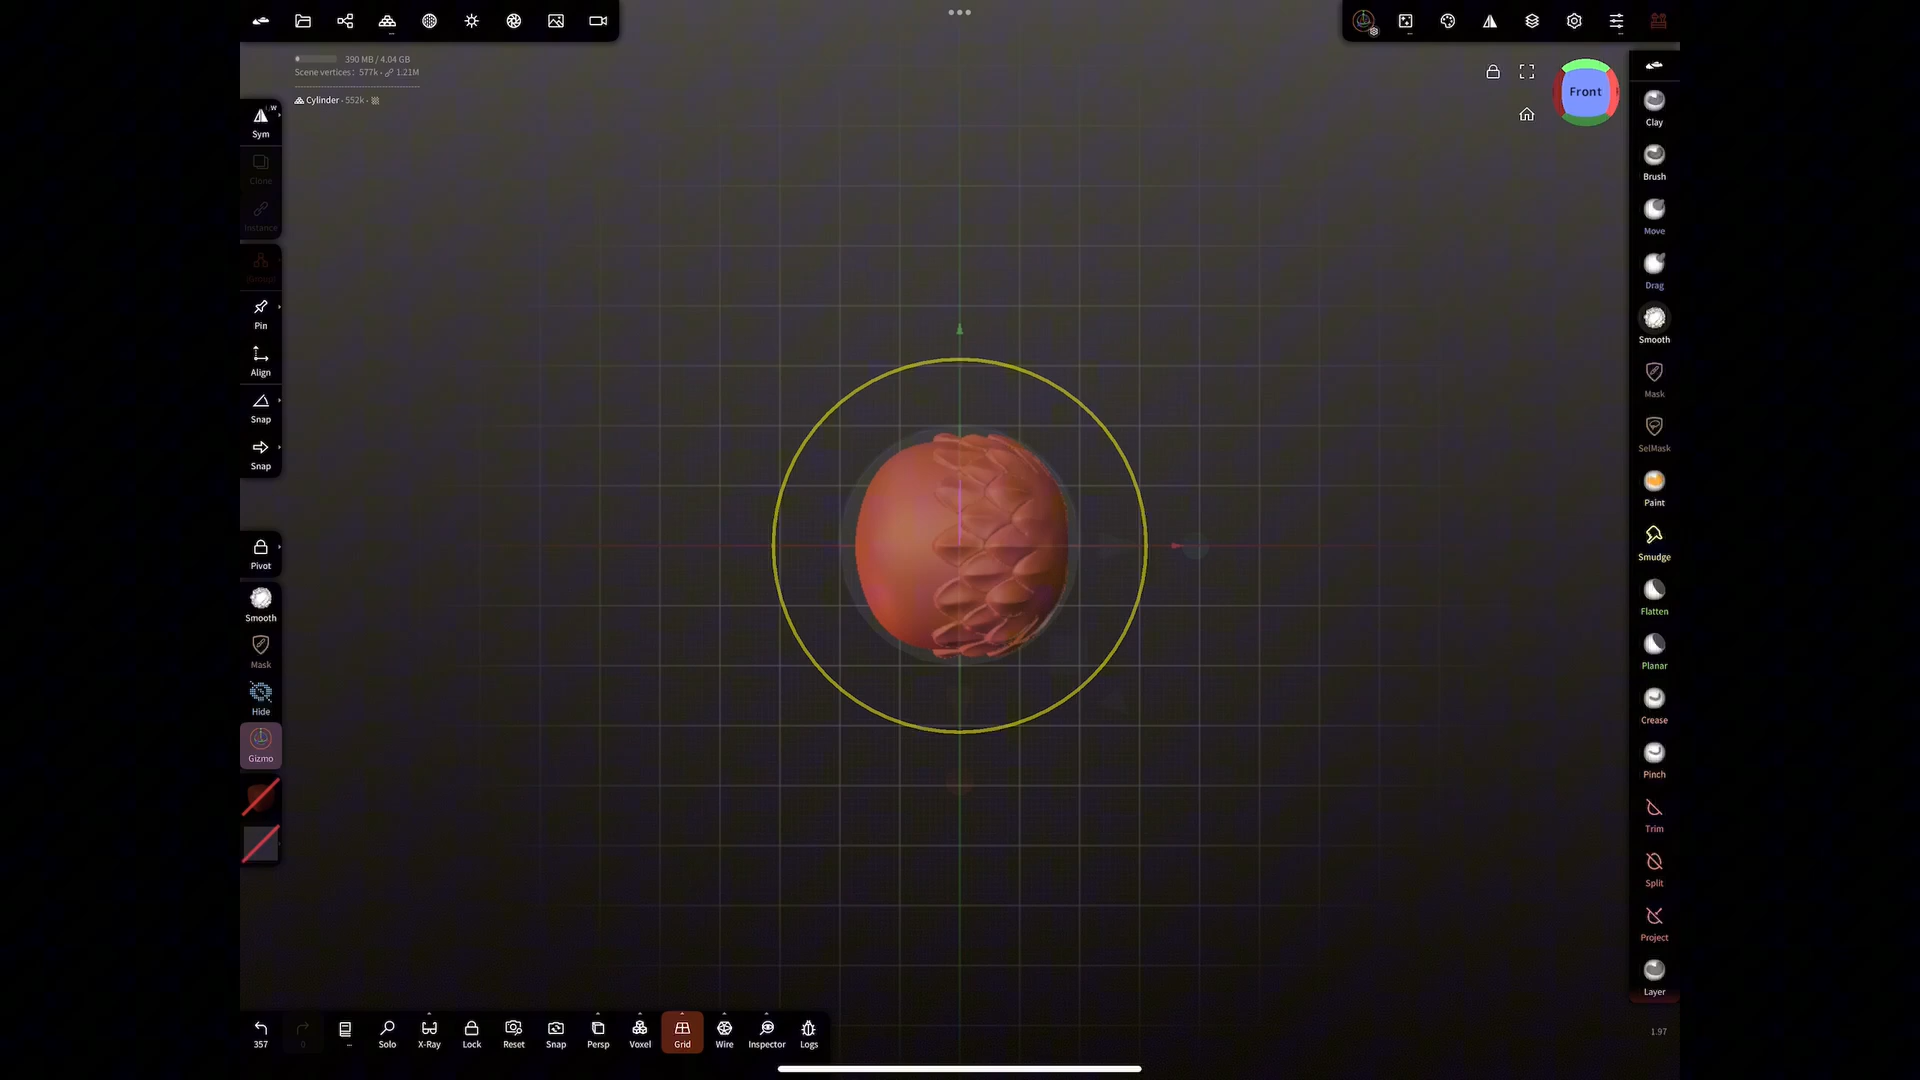 390 MB / 4.04 GB
Scene vertices: 577k • 1.21M
Cylinder • 552k •
Front
W
Sym
Clone
Instance
Pin
Align
Snap
Snap
Pivot
Smooth
Mask
Hide
Gizmo
Clay
Brush
Move
Drag
Smooth
Mask
SelMask
Paint
Smudge
Flatten
Planar
Crease
Pinch
Trim
Split
Project
Layer
1.97
357
0
...
Solo
X-Ray
Lock
Reset
Snap
Persp
Voxel
Grid
Wire
Inspector
Logs